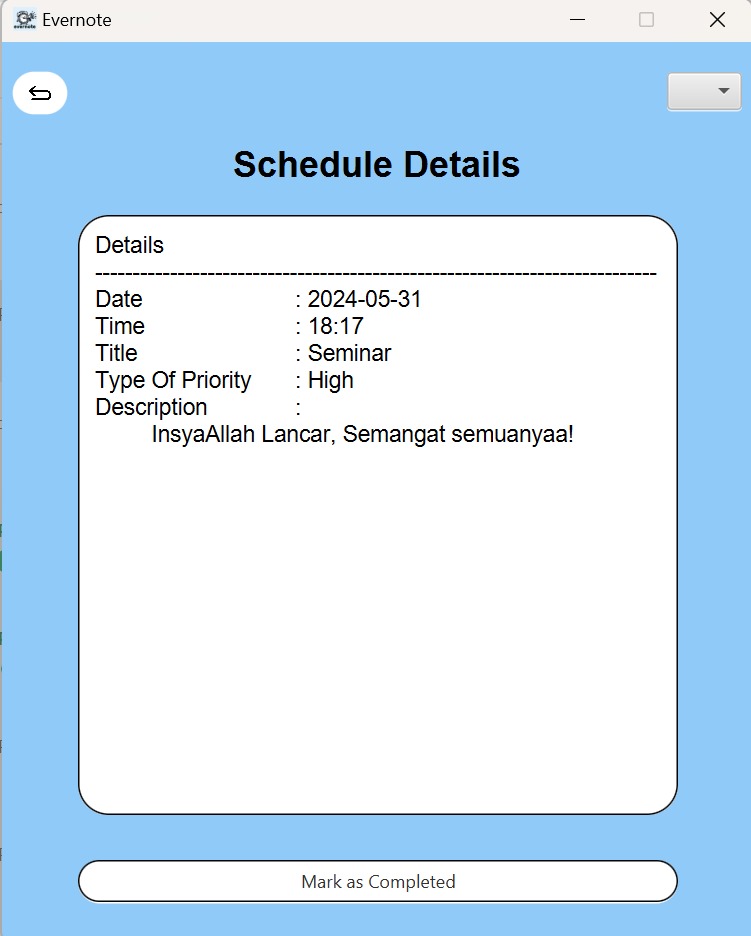 Evernote
Schedule Details
Details
--------------------------------------------------------------------------
Date : 2024-05-31
Time : 18:17
Title : Seminar
Type Of Priority : High
Description :
InsyaAllah Lancar, Semangat semuanyaa!
Mark as Completed